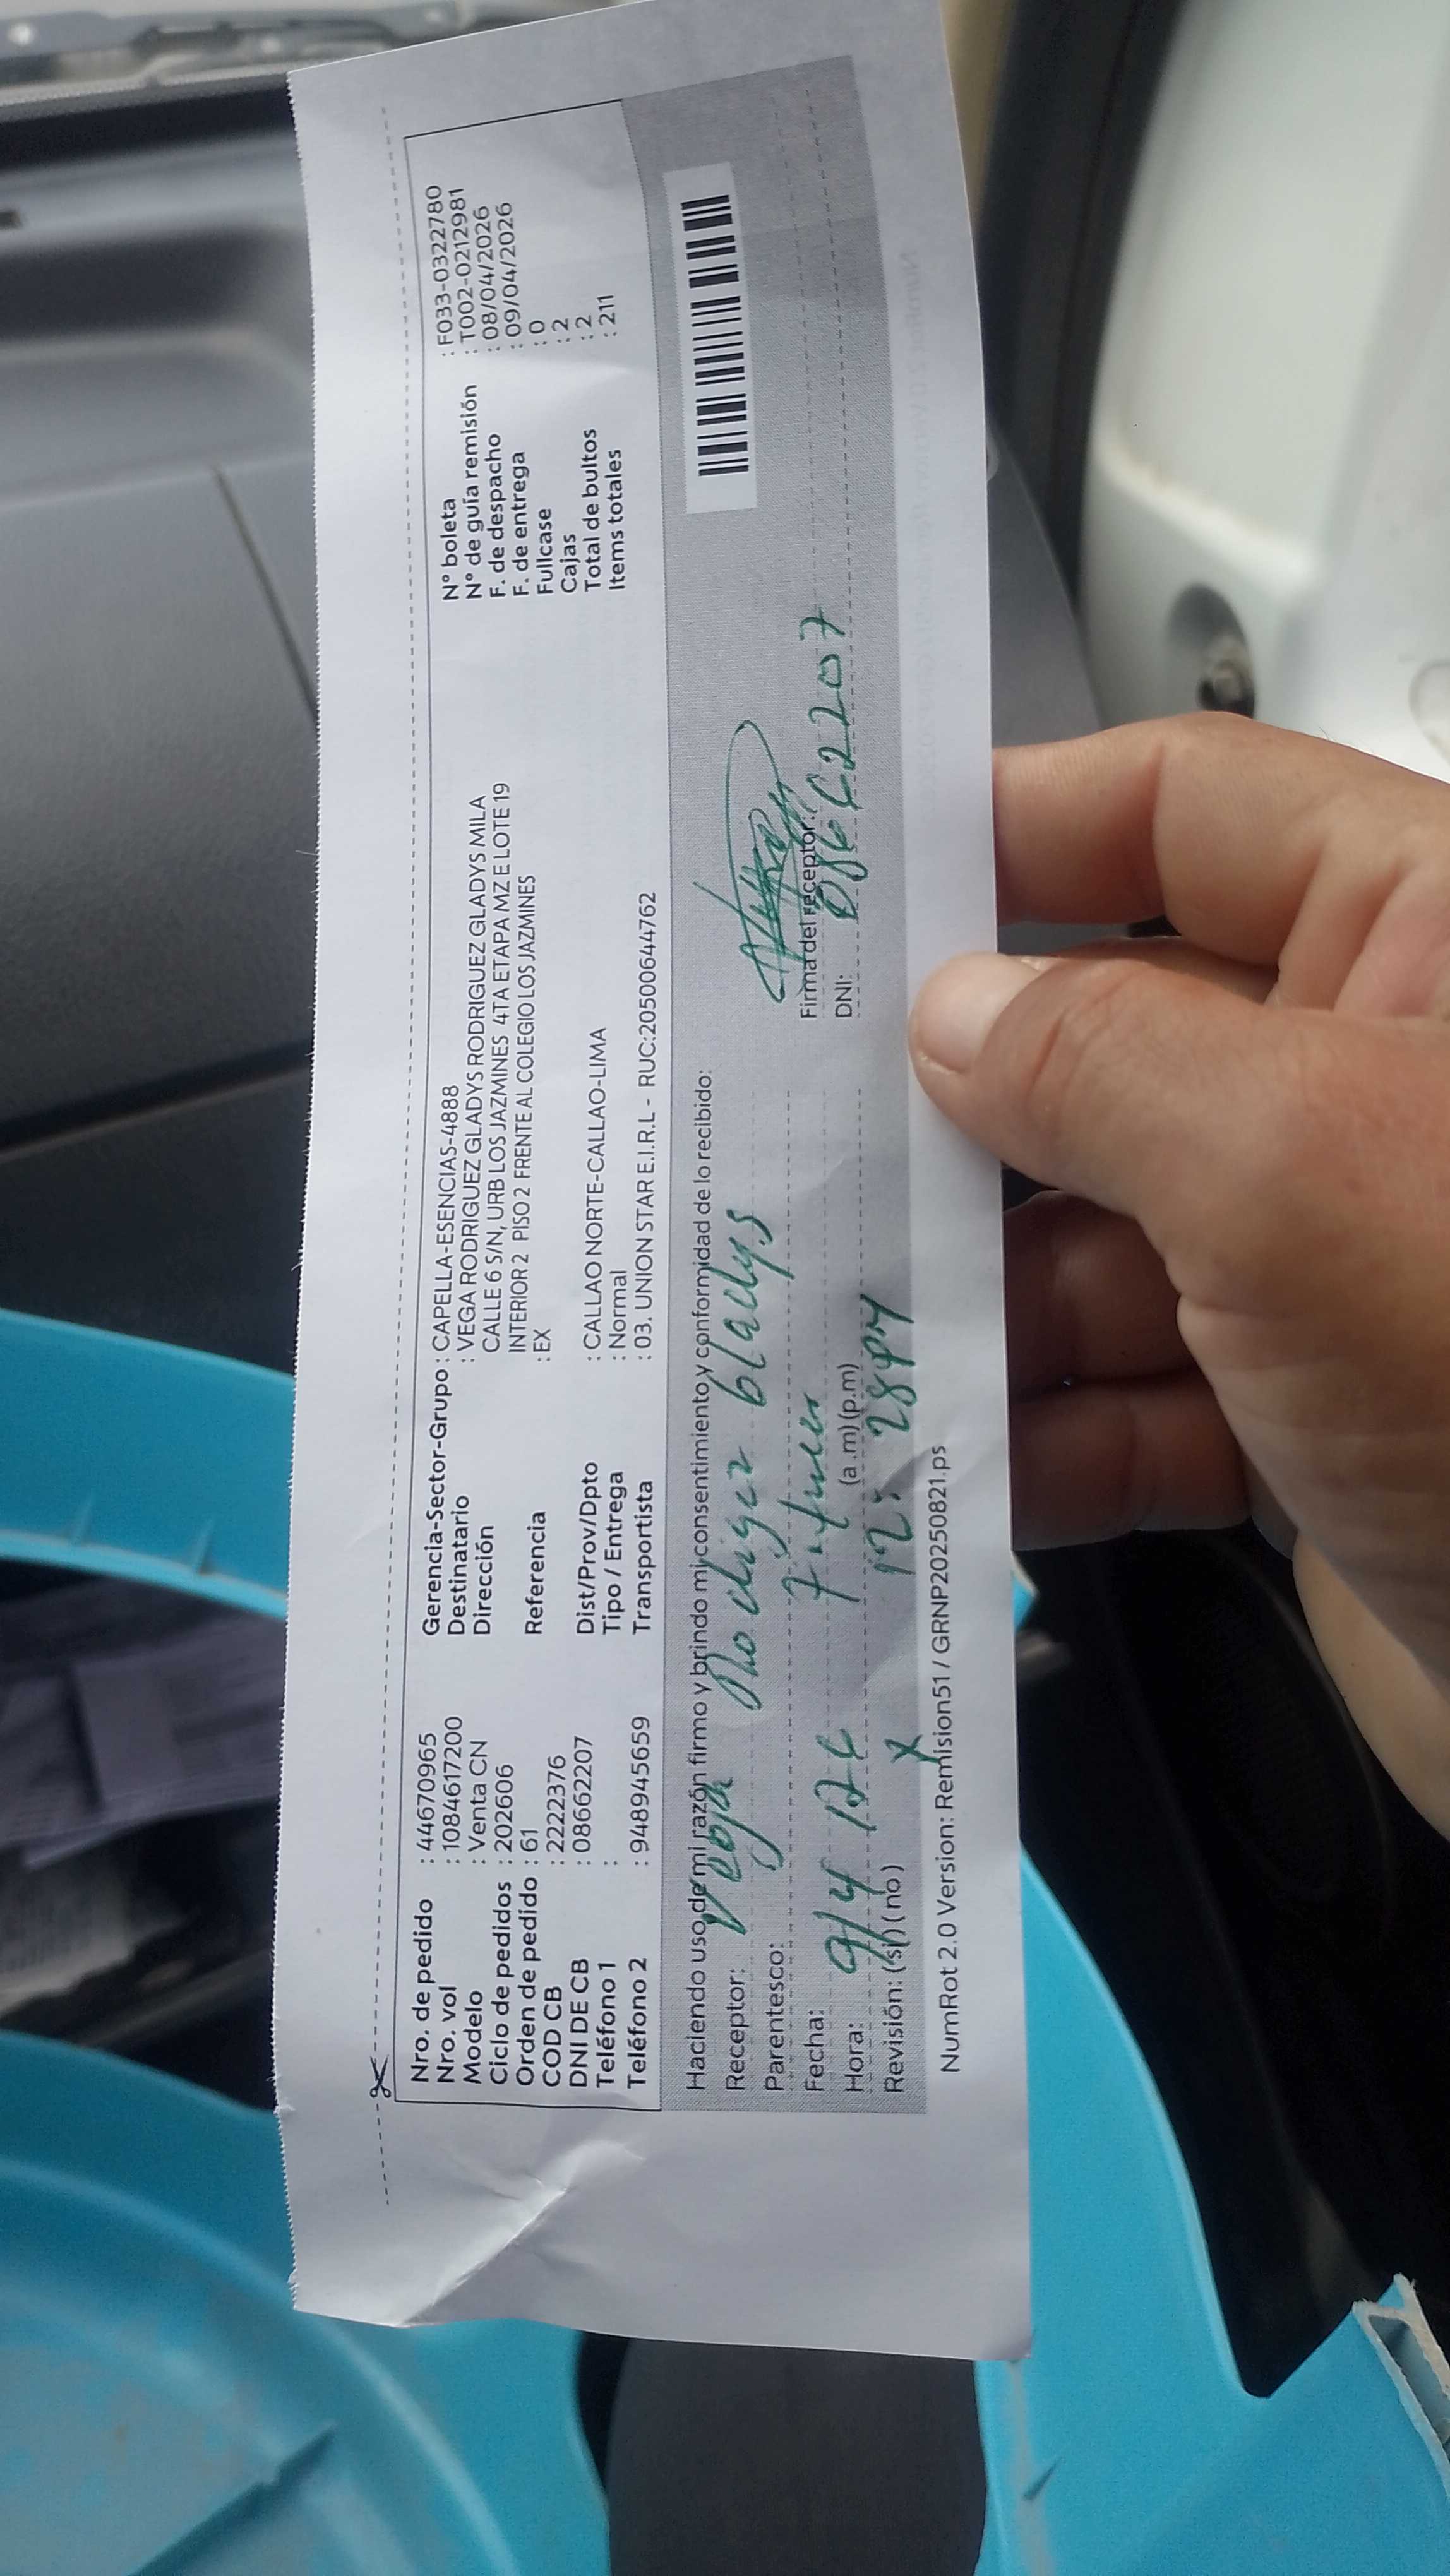 Nro. de pedido : 44670965
Nro. vol : 1084617200
Modelo : Venta CN
Ciclo de pedidos : 202606
Orden de pedido : 61
COD CB : 2222376
DNI DE CB : 08662207
Teléfono 1 :
Teléfono 2 : 948945659
Gerencia-Sector-Grupo : CAPELLA-ESENCIAS-4888
Destinatario : VEGA RODRIGUEZ GLADYS RODRIGUEZ GLADYS MILA
Dirección CALLE 6 S/N, URB LOS JAZMINES 4TA ETAPA MZ E LOTE 19
INTERIOR 2 PISO 2 FRENTE AL COLEGIO LOS JAZMINES
Referencia : EX
Dist/Prov/Dpto : CALLAO NORTE-CALLAO-LIMA
Tipo / Entrega : Normal
Transportista : 03. UNION STAR E.I.R.L - RUC:20500644762
N° boleta : F033-0322780
N° de guía remisión : T002-0212981
F. de despacho : 08/04/2026
F. de entrega : 09/04/2026
Fullcase : 0
Cajas : 2
Total de bultos : 2
Items totales : 211
Haciendo uso de mi razón firmo y brindo mi consentimiento y conformidad de lo recibido:
Receptor: Vega Rodriguez Gladys
Parentesco:
Fecha: 9/4/26
Hora: (a.m) (p.m) 12:28 PM
Revisión: (si) (no) X
Firma del receptor:
DNI: 08662207
NumRot 2.0 Version: Remision51 / GRNP20250821.ps